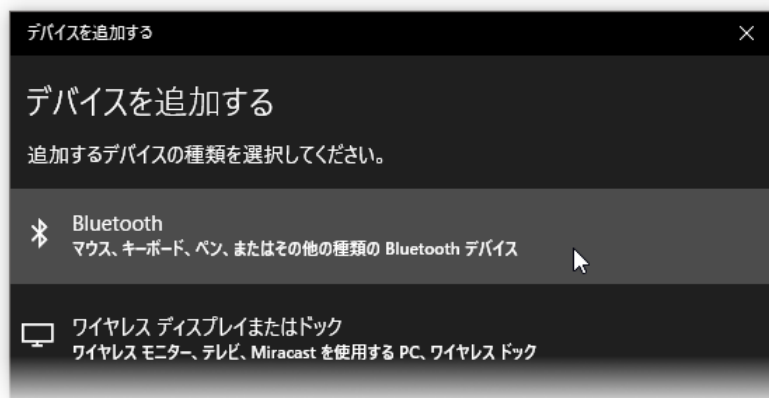 デバイスを追加する
デバイスを追加する
追加するデバイスの種類を選択してください。
Bluetooth
マウス、キーボード、ペン、またはその他の種類の Bluetooth デバイス
ワイヤレス ディスプレイまたはドック
ワイヤレス モニター、テレビ、Miracast を使用する PC、ワイヤレス ドック